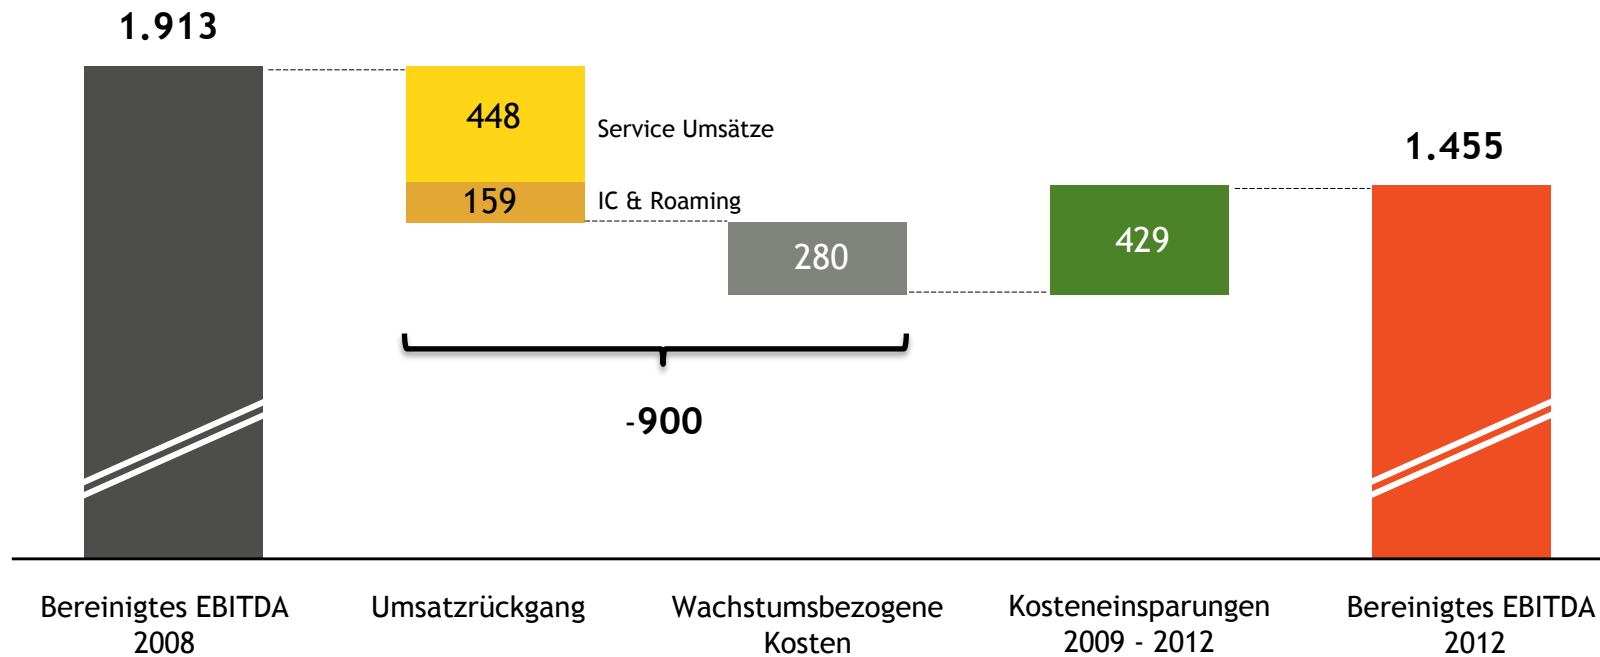 1.913
448
Service Umsätze
159
IC & Roaming
280
429
1.455
-900
Bereinigtes EBITDA
2008
Umsatzrückgang
Wachstumsbezogene
Kosten
Kosteneinsparungen
2009 - 2012
Bereinigtes EBITDA
2012